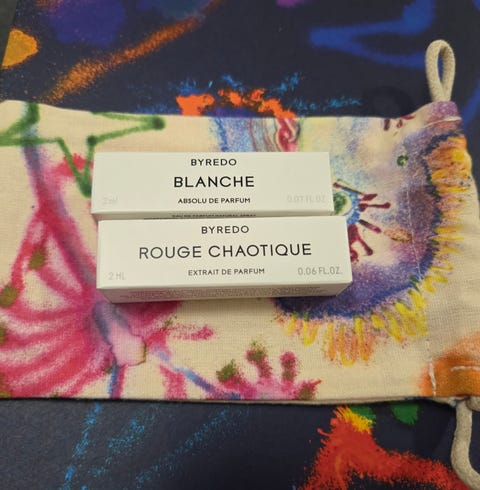 BYREDO
BLANCHE
ABSOLU DE PARFUM
2 ml
0.07 FL.OZ.
BYREDO
ROUGE CHAOTIQUE
EXTRAIT DE PARFUM
2 ML
0.06 FL.OZ.